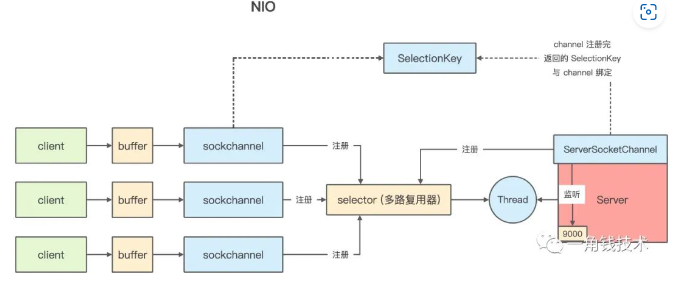 NIO
channel 注册完
返回的 SelectionKey
与 channel 绑定
SelectionKey
client
buffer
sockchannel
注册
注册
ServerSocketChannel
client
buffer
sockchannel
注册
selector (多路复用器)
Thread
监听
Server
9000
一角钱技术
client
buffer
sockchannel
注册